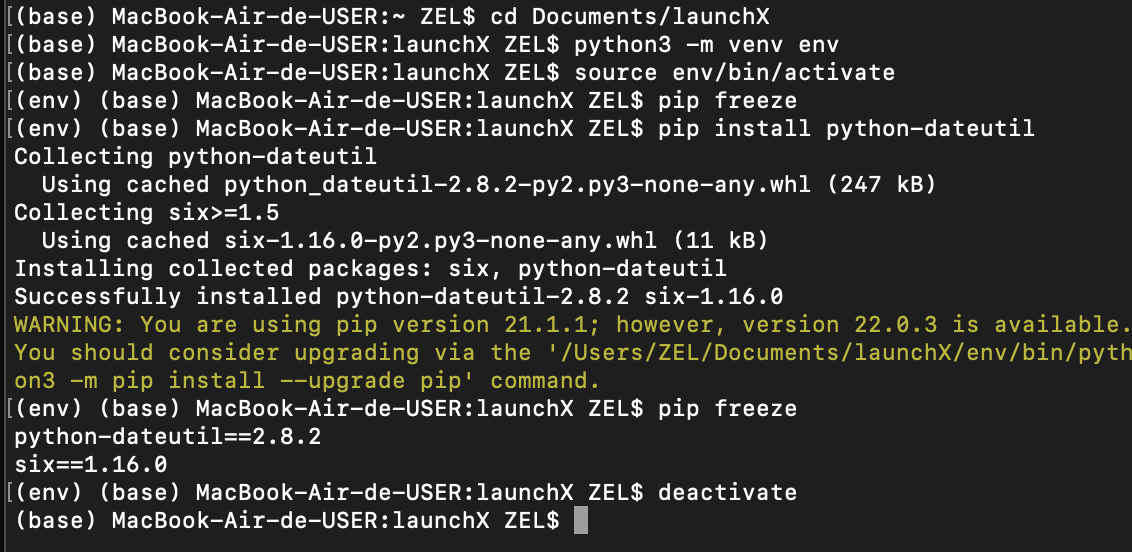 [(base) MacBook-Air-de-USER:~ ZEL$ cd Documents/launchX
[(base) MacBook-Air-de-USER:launchX ZEL$ python3 -m venv env
[(base) MacBook-Air-de-USER:launchX ZEL$ source env/bin/activate
[(env) (base) MacBook-Air-de-USER:launchX ZEL$ pip freeze
[(env) (base) MacBook-Air-de-USER:launchX ZEL$ pip install python-dateutil
Collecting python-dateutil
  Using cached python_dateutil-2.8.2-py2.py3-none-any.whl (247 kB)
Collecting six>=1.5
  Using cached six-1.16.0-py2.py3-none-any.whl (11 kB)
Installing collected packages: six, python-dateutil
Successfully installed python-dateutil-2.8.2 six-1.16.0
WARNING: You are using pip version 21.1.1; however, version 22.0.3 is available.
You should consider upgrading via the '/Users/ZEL/Documents/launchX/env/bin/pyth
on3 -m pip install --upgrade pip' command.
[(env) (base) MacBook-Air-de-USER:launchX ZEL$ pip freeze
python-dateutil==2.8.2
six==1.16.0
[(env) (base) MacBook-Air-de-USER:launchX ZEL$ deactivate
(base) MacBook-Air-de-USER:launchX ZEL$